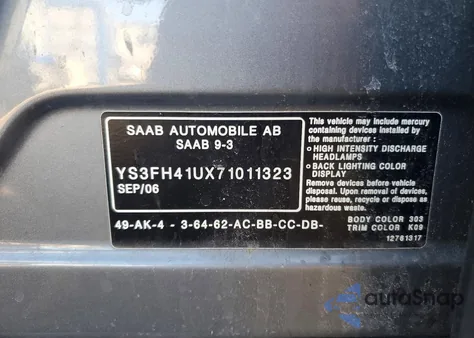 SAAB AUTOMOBILE AB
SAAB 9-3
YS3FH41UX71011323
SEP/06
49-AK-4 - 3-64-62-AC-BB-CC-DB-
This vehicle may include mercury
containing devices installed by
the manufacturer :
○ HIGH INTENSITY DISCHARGE
HEADLAMPS
○ BACK LIGHTING COLOR
DISPLAY
Remove devices before vehicle
disposal. Upon removal please
reuse, recycle or dispose as
hazardous waste.
BODY COLOR 303
TRIM COLOR K09
12781317
autoSnap